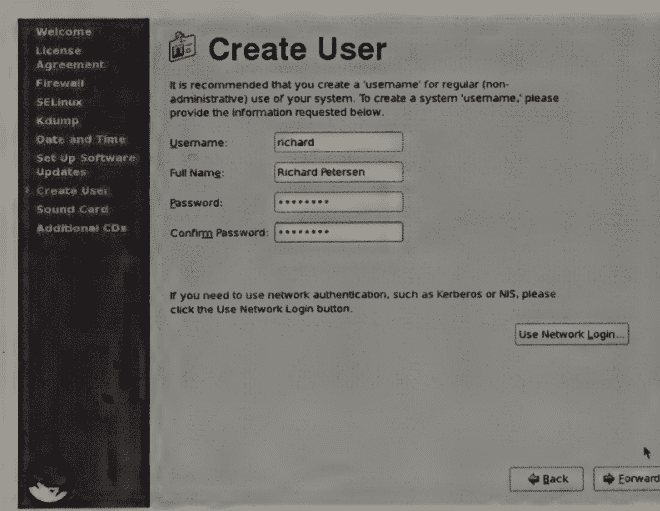 Welcome
License
Agreement
Firewall
SELinux
Kdump
Date and Time
Set Up Software
Updates
Create User
Sound Card
Additional CDs
Create User
It is recommended that you create a 'username' for regular (non-
administrative) use of your system. To create a system 'username,' please
provide the information requested below.
Username: richard
Full Name: Richard Petersen
Password: ••••••••
Confirm Password: ••••••••
If you need to use network authentication, such as Kerberos or NIS, please
click the Use Network Login button.
Use Network Login...
Back Forward